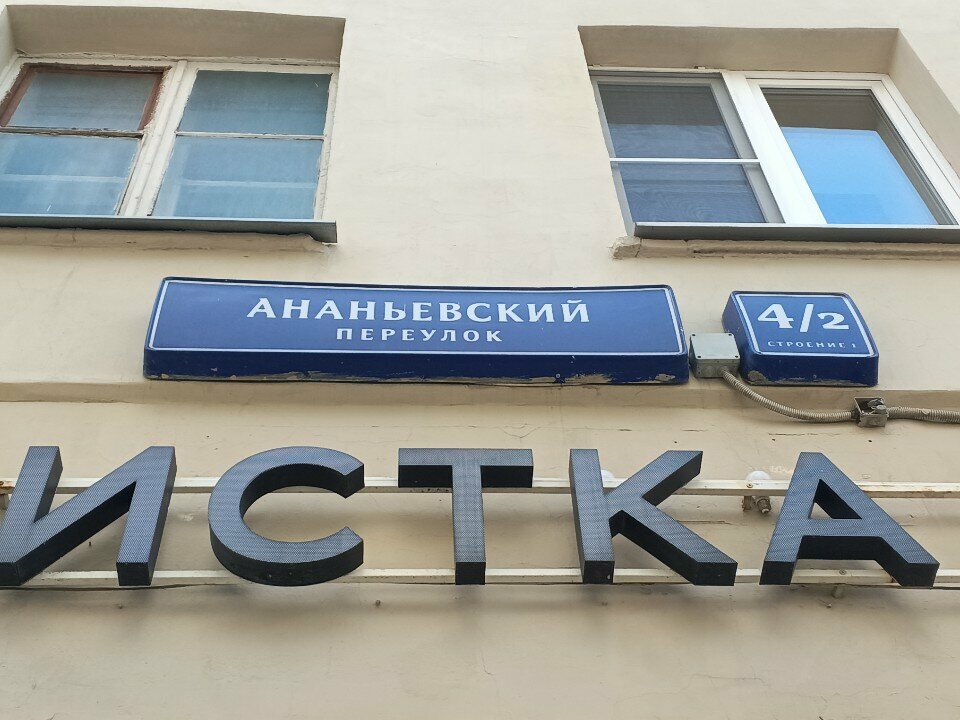 АНАНЬЕВСКИЙ
ПЕРЕУЛОК
4/2
СТРОЕНИЕ 1
ИСТКА